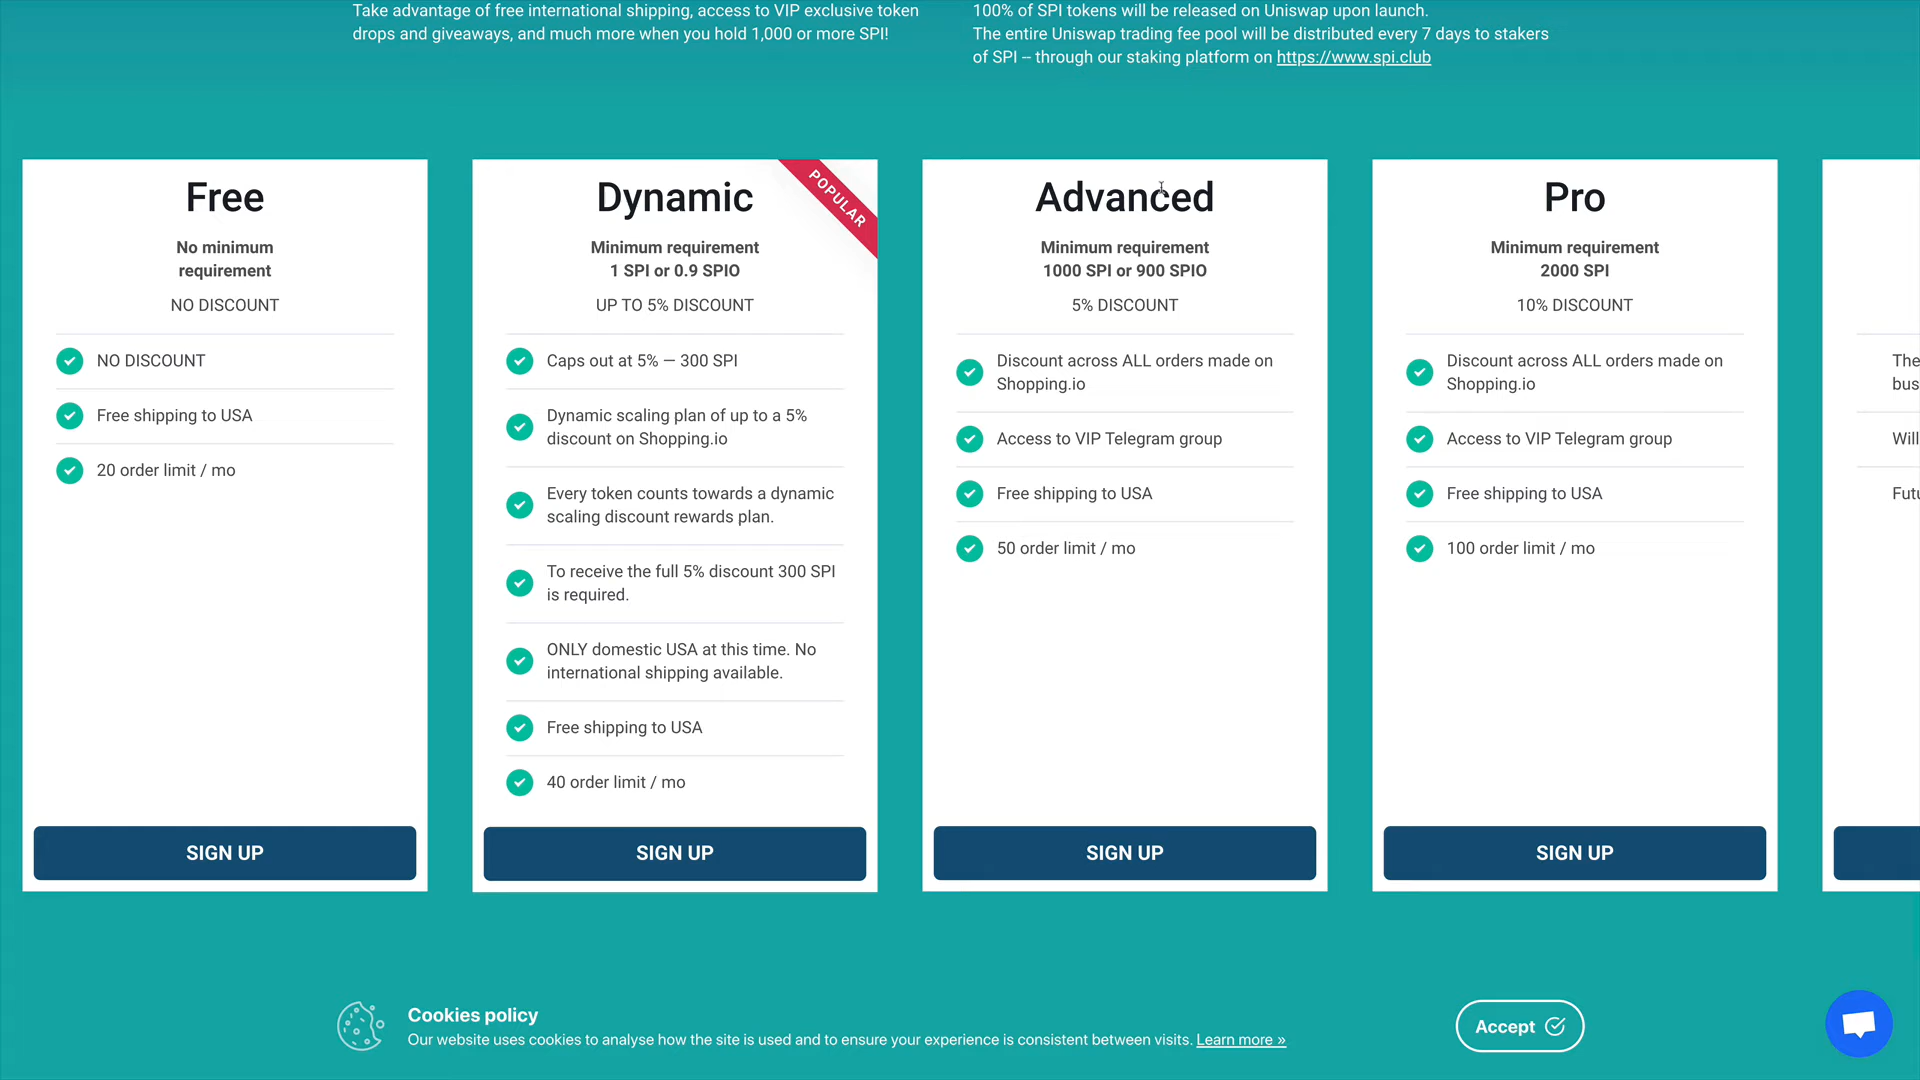 Take advantage of free international shipping, access to VIP exclusive token
drops and giveaways, and much more when you hold 1,000 or more SPI!
100% of SPI tokens will be released on Uniswap upon launch.
The entire Uniswap trading fee pool will be distributed every 7 days to stakers
of SPI -- through our staking platform on https://www.spi.club
Free
No minimum
requirement
NO DISCOUNT
NO DISCOUNT
Free shipping to USA
20 order limit / mo
SIGN UP
POPULAR
Dynamic
Minimum requirement
1 SPI or 0.9 SPIO
UP TO 5% DISCOUNT
Caps out at 5% — 300 SPI
Dynamic scaling plan of up to a 5%
discount on Shopping.io
Every token counts towards a dynamic
scaling discount rewards plan.
To receive the full 5% discount 300 SPI
is required.
ONLY domestic USA at this time. No
international shipping available.
Free shipping to USA
40 order limit / mo
SIGN UP
Advanced
Minimum requirement
1000 SPI or 900 SPIO
5% DISCOUNT
Discount across ALL orders made on
Shopping.io
Access to VIP Telegram group
Free shipping to USA
50 order limit / mo
SIGN UP
Pro
Minimum requirement
2000 SPI
10% DISCOUNT
Discount across ALL orders made on
Shopping.io
Access to VIP Telegram group
Free shipping to USA
100 order limit / mo
SIGN UP
The
bus
Will
Cookies policy
Our website uses cookies to analyse how the site is used and to ensure your experience is consistent between visits. Learn more »
Accept